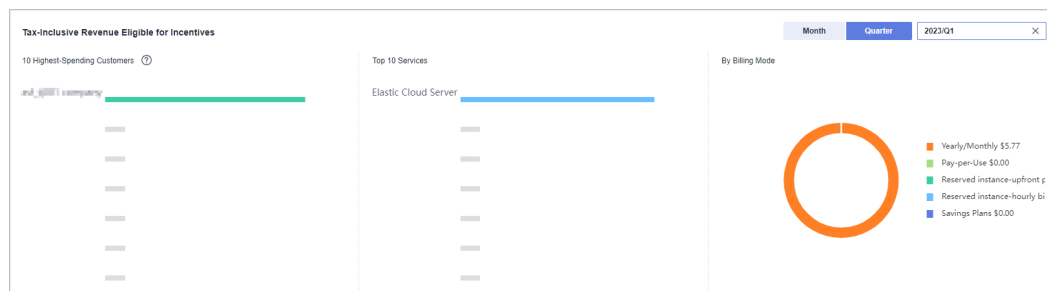 Tax-Inclusive Revenue Eligible for Incentives
Month
Quarter
2023/Q1
10 Highest-Spending Customers
Top 10 Services
By Billing Mode
company
Elastic Cloud Server
Yearly/Monthly $5.77
Pay-per-Use $0.00
Reserved instance-upfront p
Reserved instance-hourly bi
Savings Plans $0.00